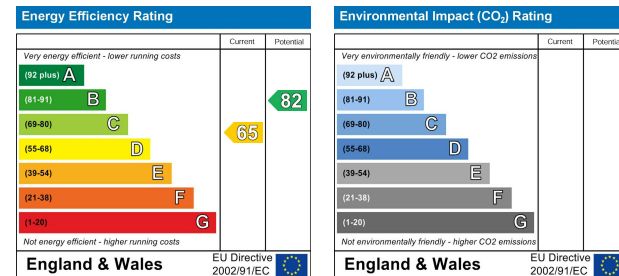 Energy Efficiency Rating
Current Potential
Very energy efficient - lower running costs
(92 plus) A
(81-91) B
82
(69-80) C
65
(55-68) D
(39-54) E
(21-38) F
(1-20) G
Not energy efficient - higher running costs
England & Wales
EU Directive
2002/91/EC
Environmental Impact (CO₂) Rating
Current Potentia
Very environmentally friendly - lower CO2 emissions
(92 plus) A
(81-91) B
(69-80) C
(55-68) D
(39-54) E
(21-38) F
(1-20) G
Not environmentally friendly - higher CO2 emissions
England & Wales
EU Directive
2002/91/EC